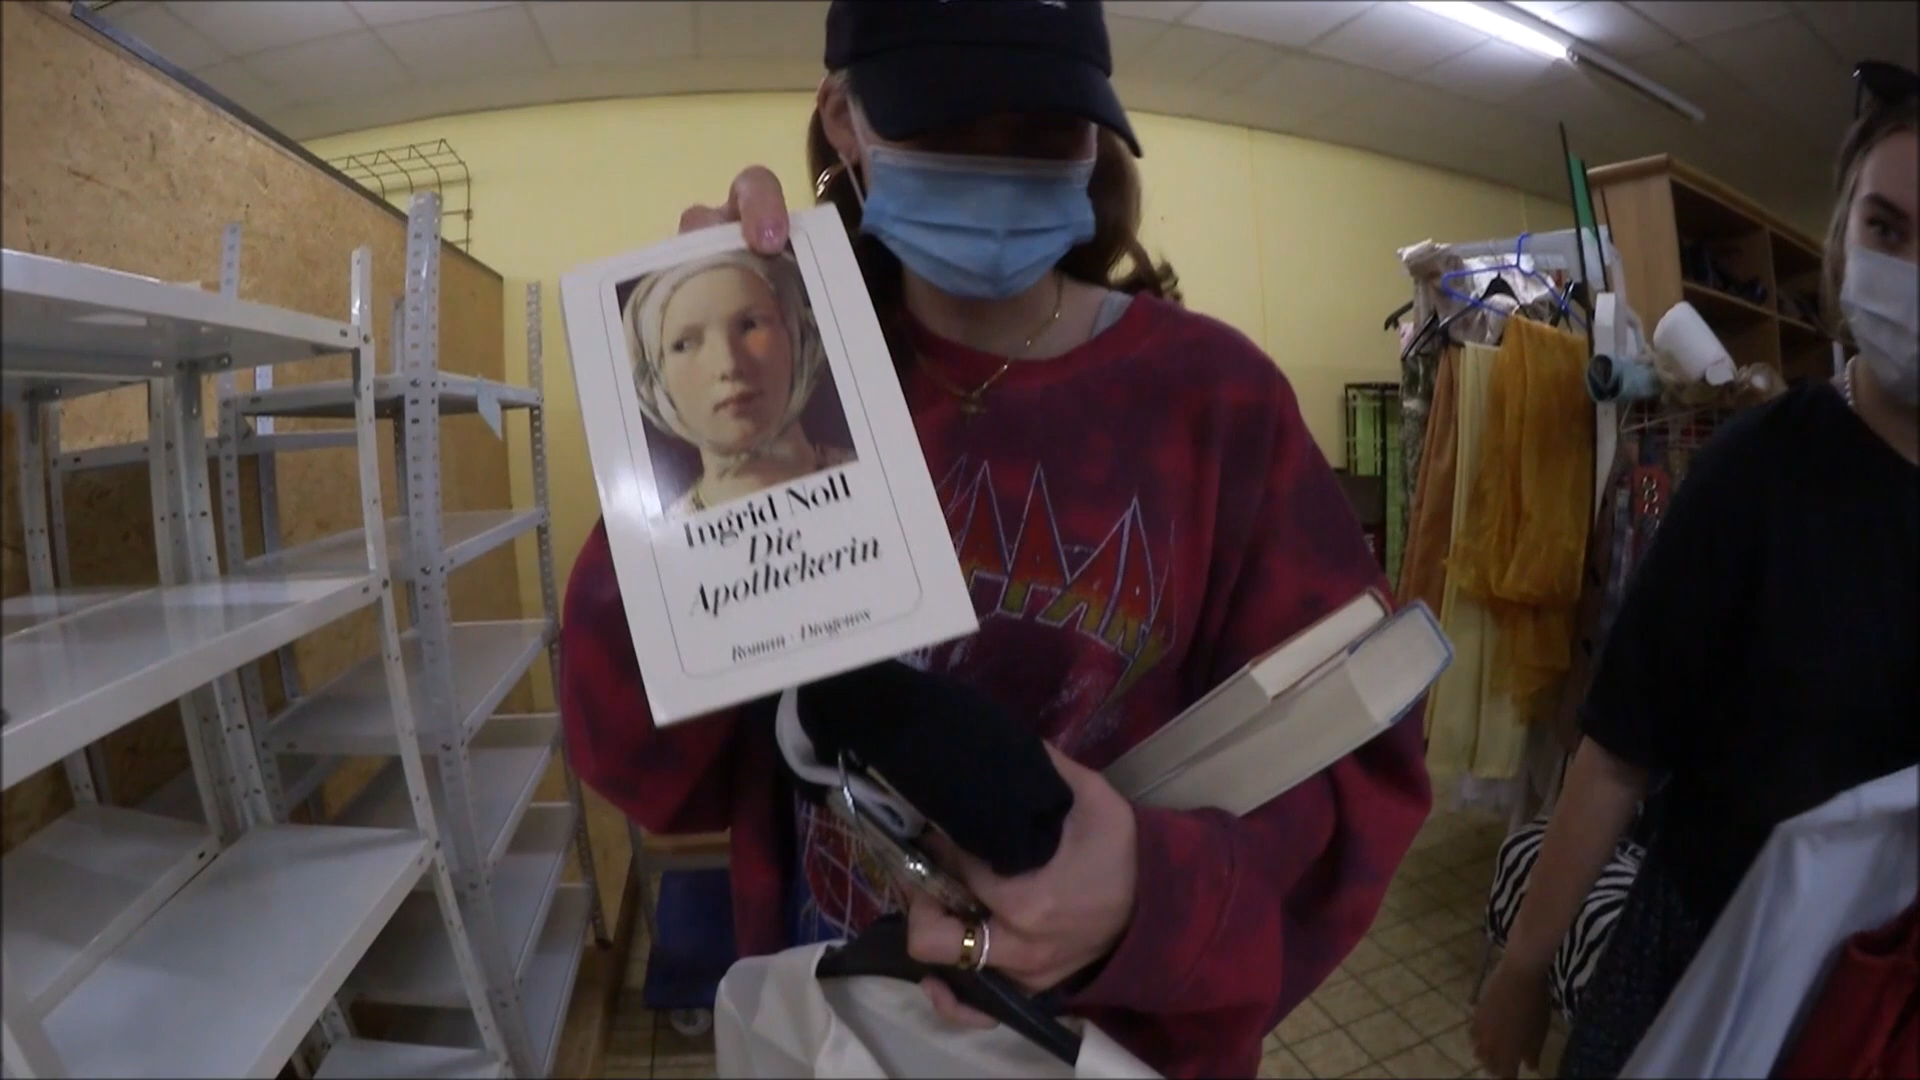 Ingrid Noll
Die
Apothekerin
Roman · Diogenes